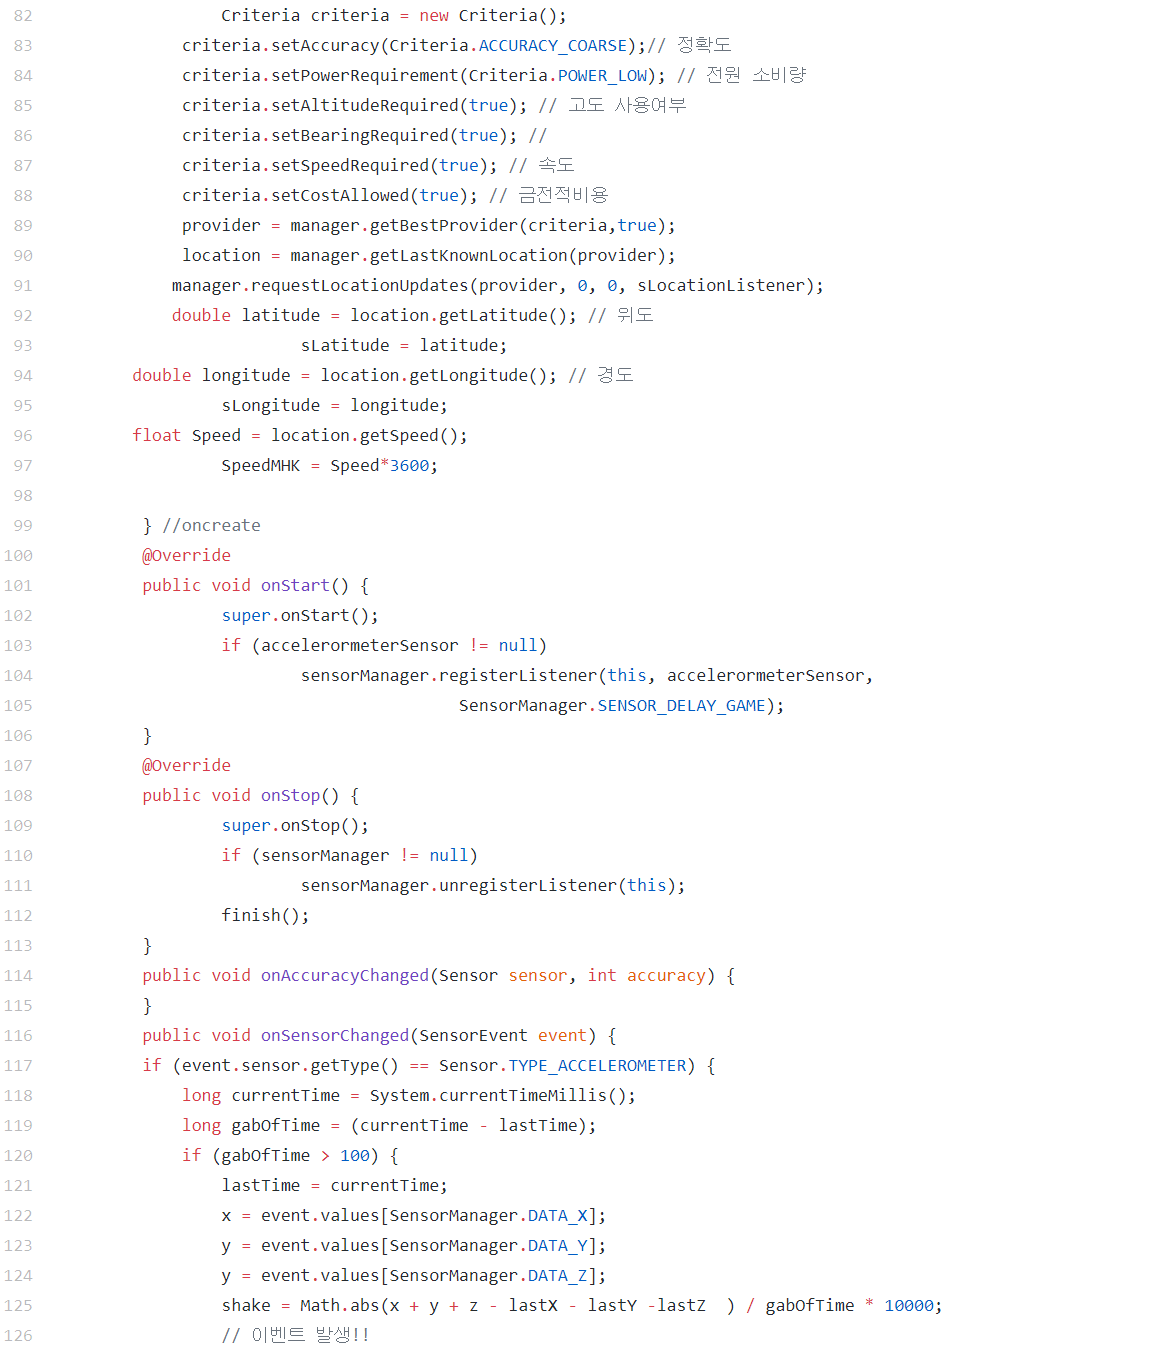 82 Criteria criteria = new Criteria();
83 criteria.setAccuracy(Criteria.ACCURACY_COARSE);// 정확도
84 criteria.setPowerRequirement(Criteria.POWER_LOW); // 전원 소비량
85 criteria.setAltitudeRequired(true); // 고도 사용여부
86 criteria.setBearingRequired(true); //
87 criteria.setSpeedRequired(true); // 속도
88 criteria.setCostAllowed(true); // 금전적비용
89 provider = manager.getBestProvider(criteria,true);
90 location = manager.getLastKnownLocation(provider);
91 manager.requestLocationUpdates(provider, 0, 0, sLocationListener);
92 double latitude = location.getLatitude(); // 위도
93 sLatitude = latitude;
94 double longitude = location.getLongitude(); // 경도
95 sLongitude = longitude;
96 float Speed = location.getSpeed();
97 SpeedMHK = Speed*3600;
98
99 } //oncreate
100 @Override
101 public void onStart() {
102 super.onStart();
103 if (accelerormeterSensor != null)
104 sensorManager.registerListener(this, accelerormeterSensor,
105 SensorManager.SENSOR_DELAY_GAME);
106 }
107 @Override
108 public void onStop() {
109 super.onStop();
110 if (sensorManager != null)
111 sensorManager.unregisterListener(this);
112 finish();
113 }
114 public void onAccuracyChanged(Sensor sensor, int accuracy) {
115 }
116 public void onSensorChanged(SensorEvent event) {
117 if (event.sensor.getType() == Sensor.TYPE_ACCELEROMETER) {
118 long currentTime = System.currentTimeMillis();
119 long gabOfTime = (currentTime - lastTime);
120 if (gabOfTime > 100) {
121 lastTime = currentTime;
122 x = event.values[SensorManager.DATA_X];
123 y = event.values[SensorManager.DATA_Y];
124 y = event.values[SensorManager.DATA_Z];
125 shake = Math.abs(x + y + z - lastX - lastY -lastZ  ) / gabOfTime * 10000;
126 // 이벤트 발생!!